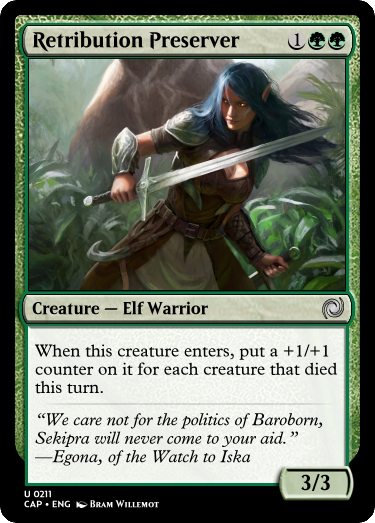 Retribution Preserver 1
Creature — Elf Warrior
When this creature enters, put a +1/+1
counter on it for each creature that died
this turn.
“We care not for the politics of Baroborn,
Sekipra will never come to your aid.”
—Egona, of the Watch to Iska
3/3
U 0211
CAP • ENG Bram Willemot